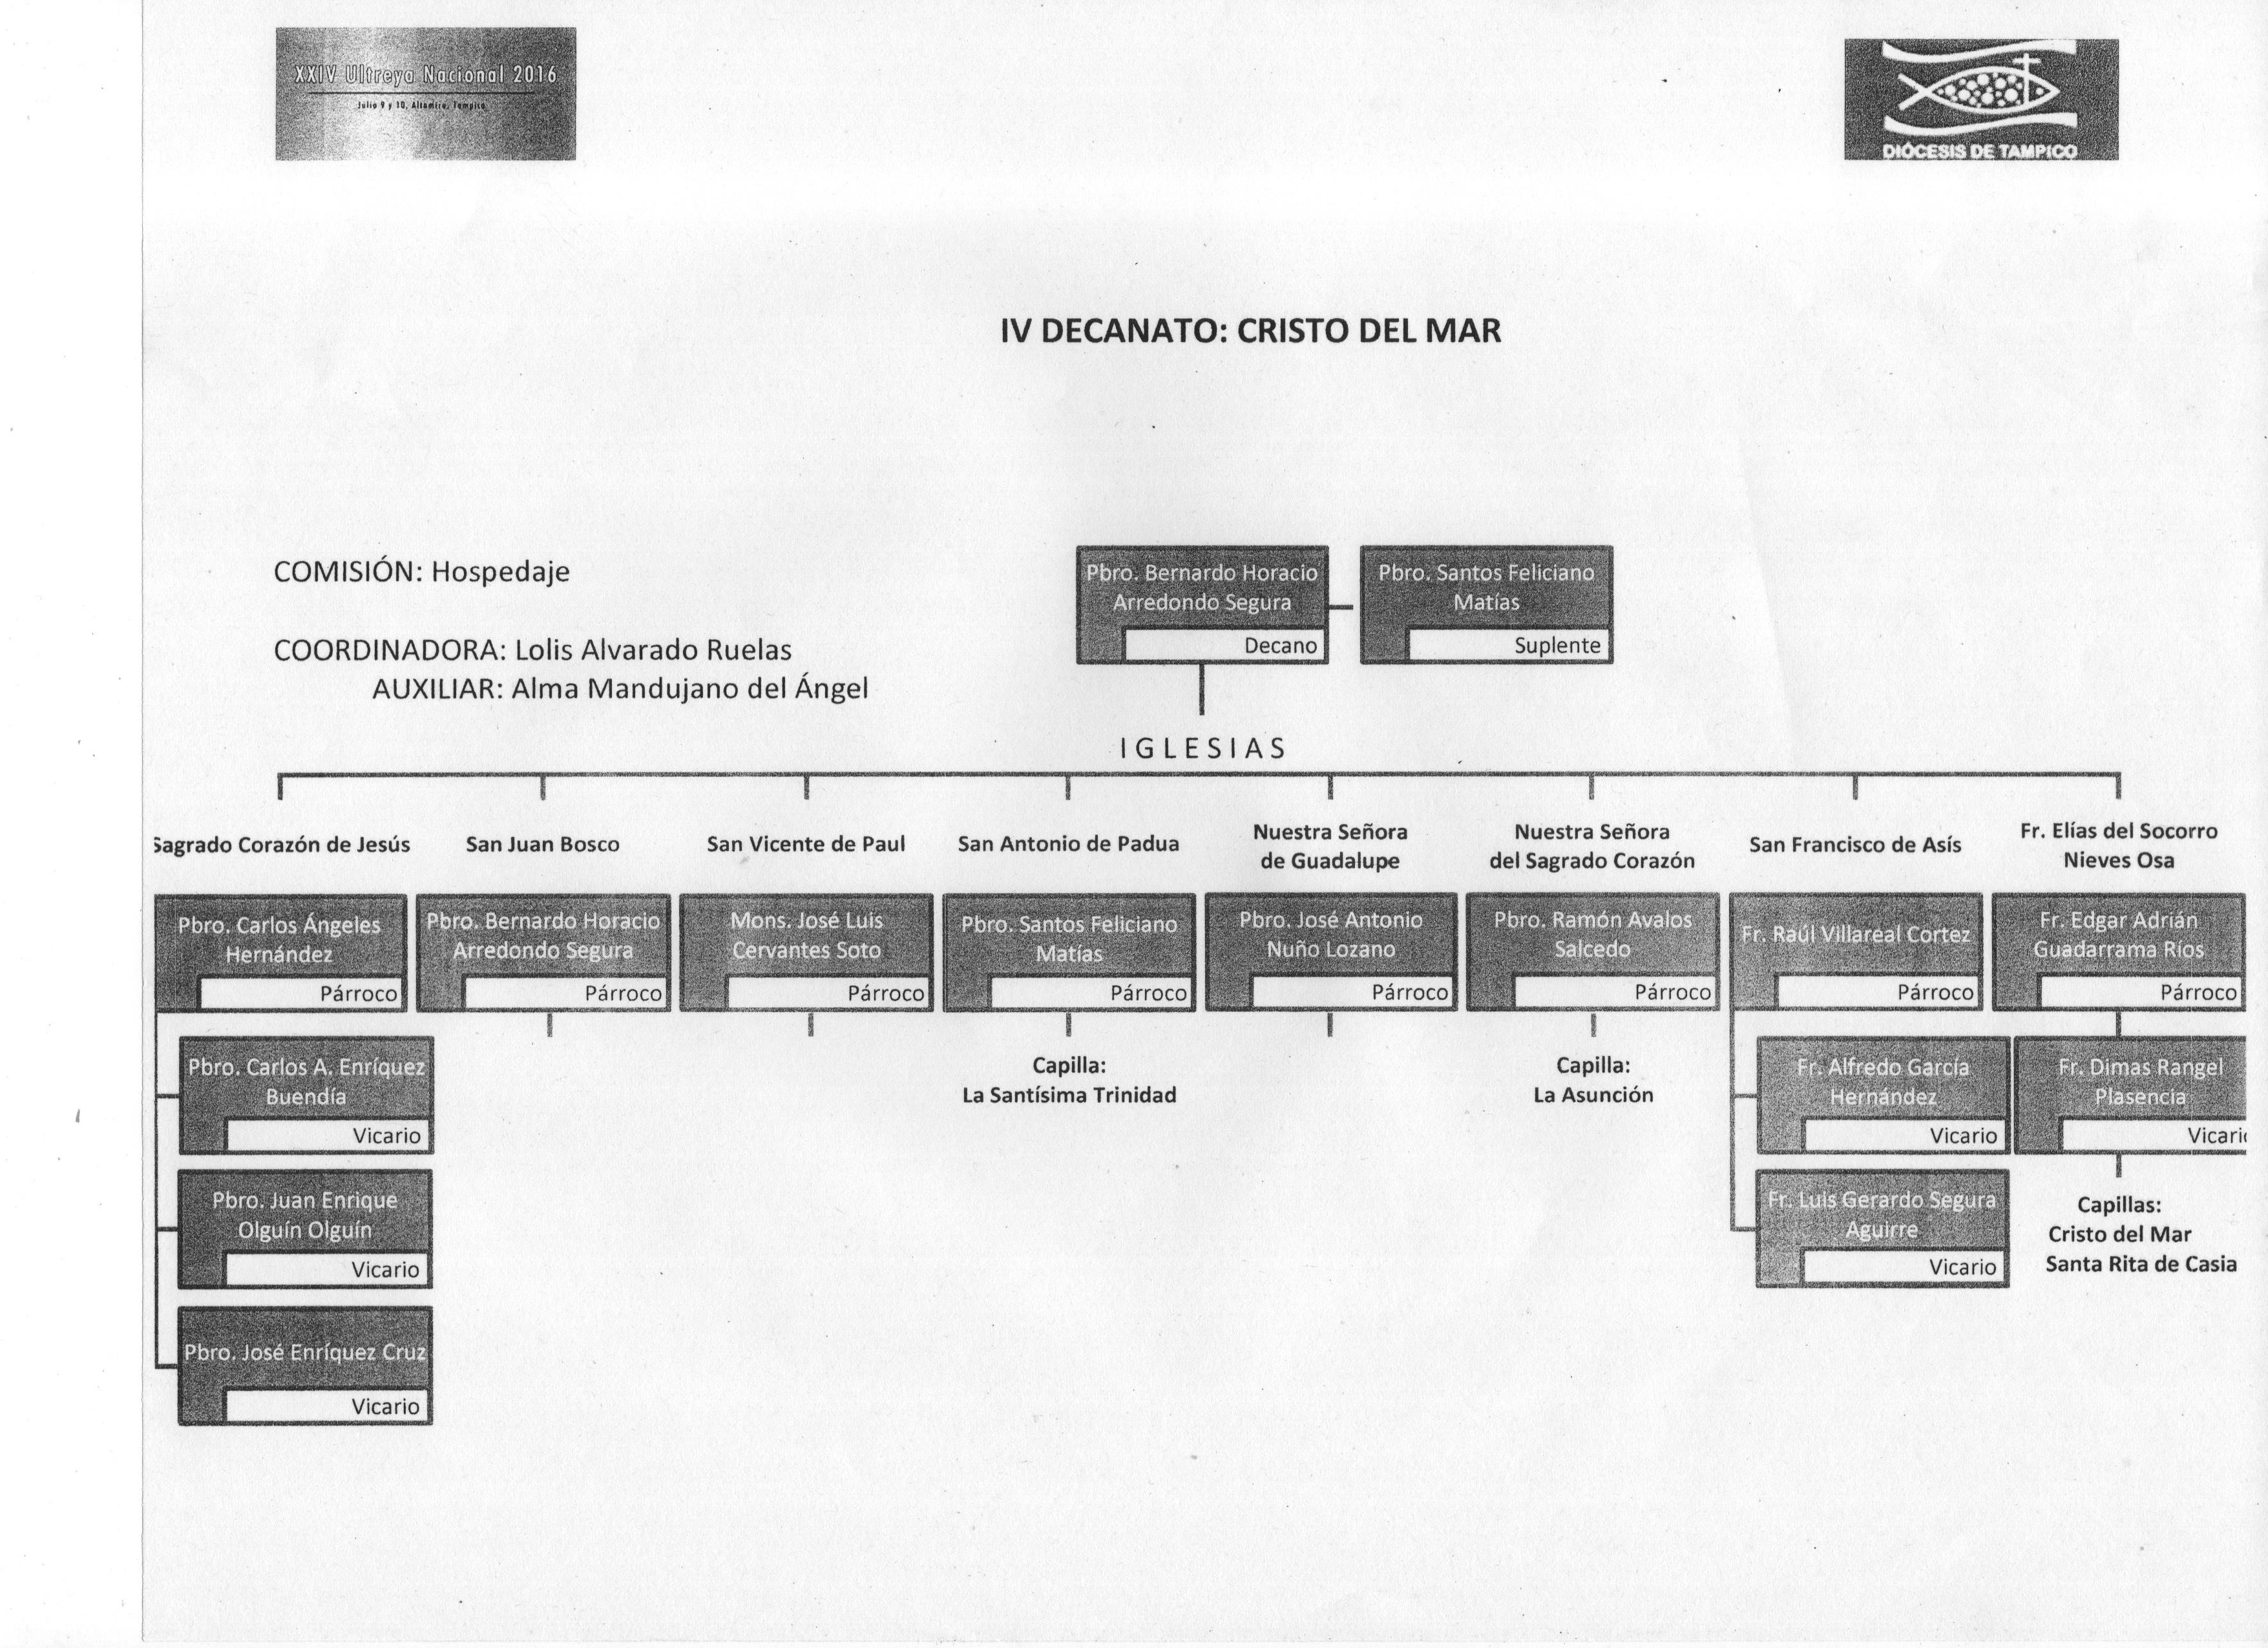 XXIV Ultreya Nacional 2016
Julio 9 y 10, Altamira, Tampico
DIÓCESIS DE TAMPICO
IV DECANATO: CRISTO DEL MAR
COMISIÓN: Hospedaje
COORDINADORA: Lolis Alvarado Ruelas
AUXILIAR: Alma Mandujano del Ángel
Pbro. Bernardo Horacio
Arredondo Segura
Decano
Pbro. Santos Feliciano
Matías
Suplente
IGLESIAS
Sagrado Corazón de Jesús
Pbro. Carlos Ángeles
Hernández
Párroco
Pbro. Carlos A. Enríquez
Buendía
Vicario
Pbro. Juan Enrique
Olguín Olguín
Vicario
Pbro. José Enríquez Cruz
Vicario
San Juan Bosco
Pbro. Bernardo Horacio
Arredondo Segura
Párroco
San Vicente de Paul
Mons. José Luis
Cervantes Soto
Párroco
San Antonio de Padua
Pbro. Santos Feliciano
Matías
Párroco
Capilla:
La Santísima Trinidad
Nuestra Señora
de Guadalupe
Pbro. José Antonio
Nuño Lozano
Párroco
Nuestra Señora
del Sagrado Corazón
Pbro. Ramón Avalos
Salcedo
Párroco
Capilla:
La Asunción
San Francisco de Asís
Fr. Raúl Villareal Cortez
Párroco
Fr. Alfredo García
Hernández
Vicario
Fr. Luis Gerardo Segura
Aguirre
Vicario
Fr. Elías del Socorro
Nieves Osa
Fr. Edgar Adrián
Guadarrama Ríos
Párroco
Fr. Dimas Rangel
Plasencia
Vicario
Capillas:
Cristo del Mar
Santa Rita de Casia